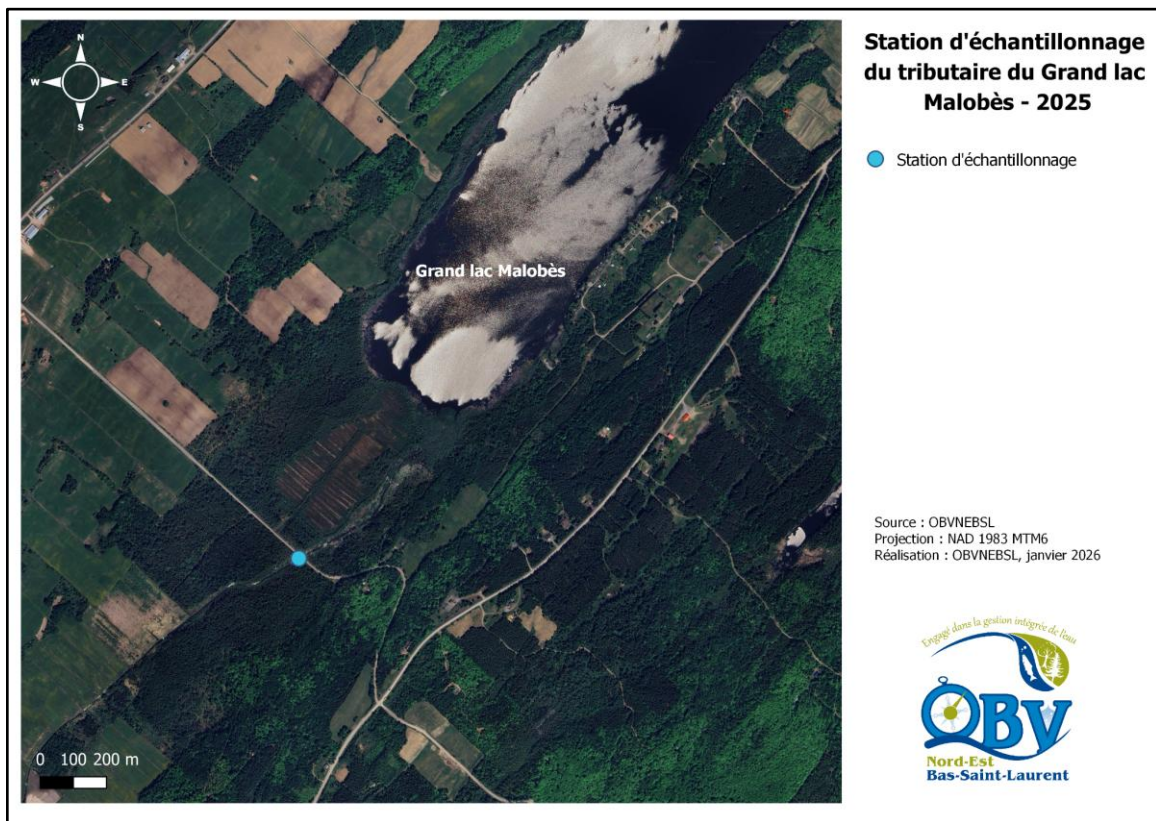 Station d'échantillonnage
du tributaire du Grand lac
Malobès - 2025
Station d'échantillonnage
N
W
E
S
Grand lac Malobès
0 100 200 m
Source : OBVNEBSL
Projection : NAD 1983 MTM6
Réalisation : OBVNEBSL, janvier 2026
Engagé dans la gestion intégrée de l'eau
OBV
Nord-Est
Bas-Saint-Laurent